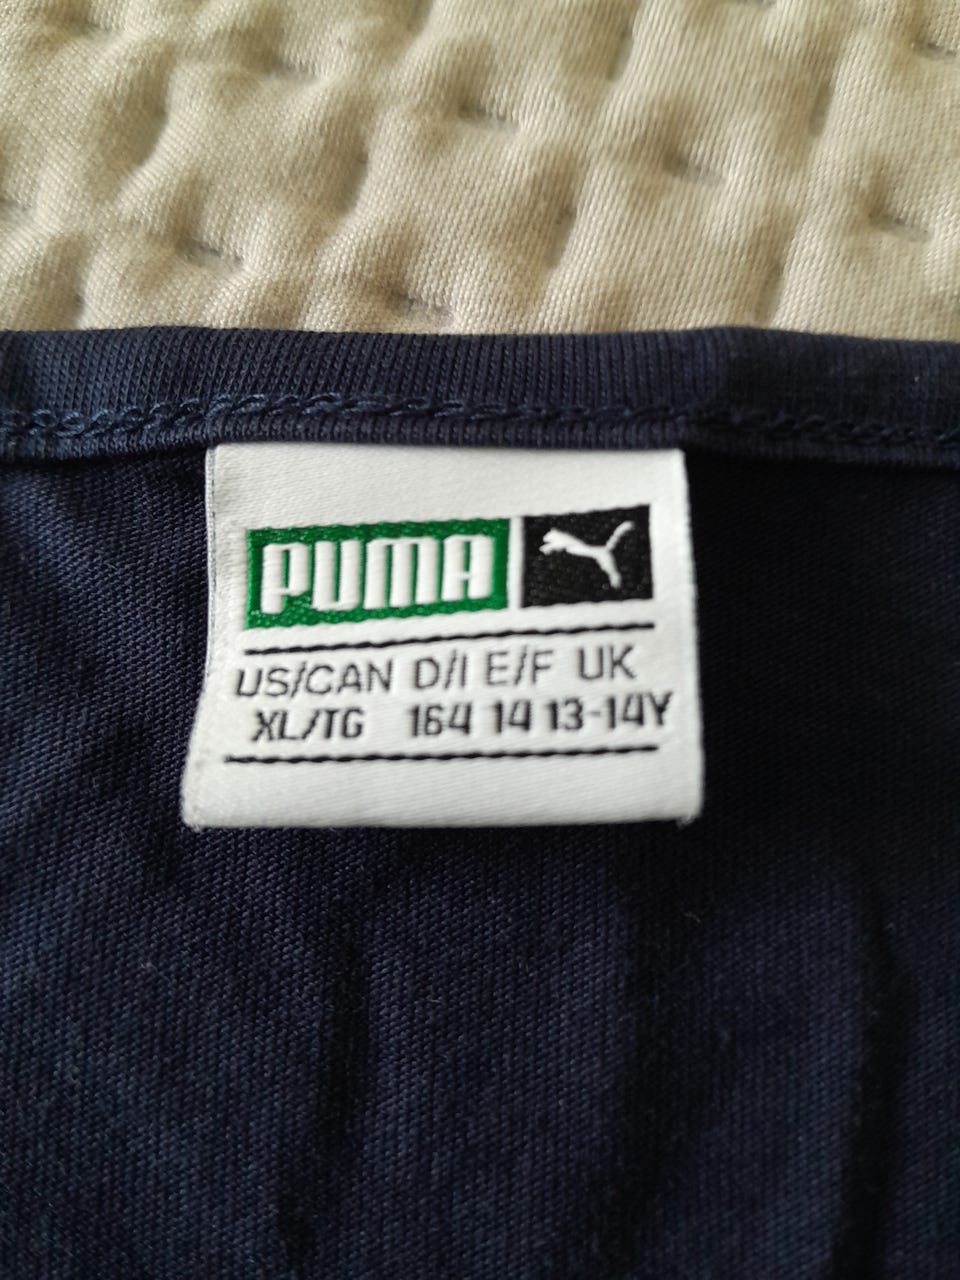 PUMA
US/CAN D/I E/F UK
XL/TG 164 14 13-14Y